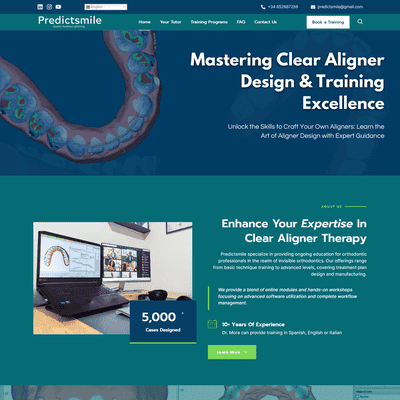 +34 652687259
predictsmile@gmail.com
Predictsmile
Home
Your Tutor
Training Programs
FAQ
Contact Us
Book a Training
Mastering Clear Aligner
Design & Training
Excellence
Unlock the Skills to Craft Your Own Aligners: Learn the
Art of Aligner Design with Expert Guidance
ABOUT US
Enhance Your Expertise In
Clear Aligner Therapy
Predictsmile specialize in providing ongoing education for orthodontic
professionals in the realm of invisible orthodontics. Our offerings range
from basic technique training to advanced levels, covering treatment plan
design and manufacturing.
We provide a blend of online modules and hands-on workshops
focusing on advanced software utilization and complete workflow
management.
5,000
Cases Designed
10+ Years Of Experience
Dr. More can provide training in Spanish, English or Italian
Learn More